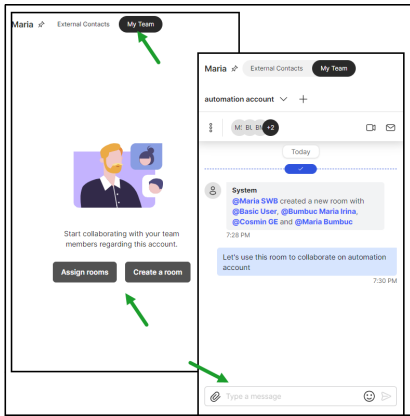 Maria External Contacts My Team
Start collaborating with your team
members regarding this account.
Assign rooms Create a room
Maria External Contacts My Team
automation account
+2
Today
System
@Maria SWB created a new room with
@Basic User, @Bumbuc Maria Irina,
@Cosmin GE and @Maria Bumbuc
7:28 PM
Let's use this room to collaborate on automation
account
7:30 PM
Type a message